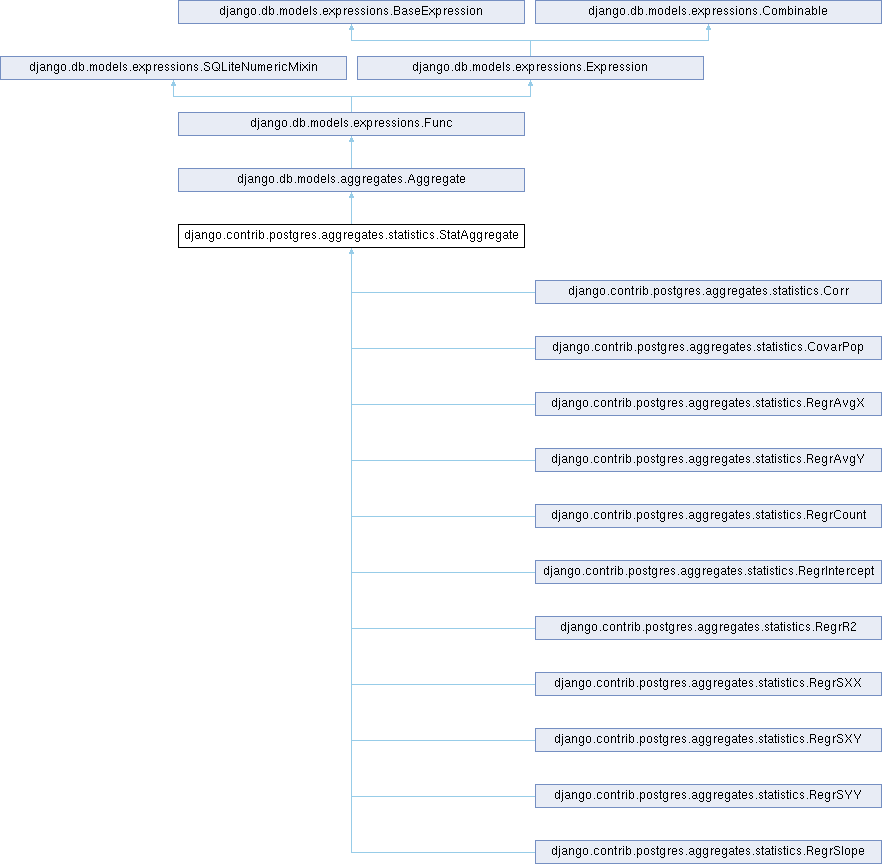 django.db.models.expressions.BaseExpression
django.db.models.expressions.Combinable
django.db.models.expressions.SQLiteNumericMixin
django.db.models.expressions.Expression
django.db.models.expressions.Func
django.db.models.aggregates.Aggregate
django.contrib.postgres.aggregates.statistics.StatAggregate
django.contrib.postgres.aggregates.statistics.Corr
django.contrib.postgres.aggregates.statistics.CovarPop
django.contrib.postgres.aggregates.statistics.RegrAvgX
django.contrib.postgres.aggregates.statistics.RegrAvgY
django.contrib.postgres.aggregates.statistics.RegrCount
django.contrib.postgres.aggregates.statistics.RegrIntercept
django.contrib.postgres.aggregates.statistics.RegrR2
django.contrib.postgres.aggregates.statistics.RegrSXX
django.contrib.postgres.aggregates.statistics.RegrSXY
django.contrib.postgres.aggregates.statistics.RegrSYY
django.contrib.postgres.aggregates.statistics.RegrSlope